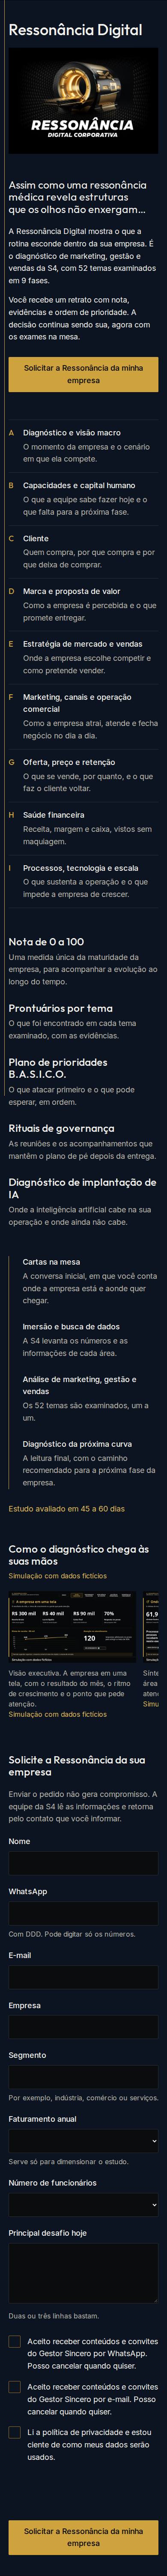 Ressonância Digital
RESSONÂNCIA
DIGITAL CORPORATIVA
Assim como uma ressonância
médica revela estruturas
que os olhos não enxergam...
A Ressonância Digital mostra o que a
rotina esconde dentro da sua empresa. É
o diagnóstico de marketing, gestão e
vendas da S4, com 52 temas examinados
em 9 fases.
Você recebe um retrato com nota,
evidências e ordem de prioridade. A
decisão continua sendo sua, agora com
os exames na mesa.
Solicitar a Ressonância da minha
empresa
A Diagnóstico e visão macro
O momento da empresa e o cenário
em que ela compete.
B Capacidades e capital humano
O que a equipe sabe fazer hoje e o
que falta para a próxima fase.
C Cliente
Quem compra, por que compra e por
que deixa de comprar.
D Marca e proposta de valor
Como a empresa é percebida e o que
promete entregar.
E Estratégia de mercado e vendas
Onde a empresa escolhe competir e
como pretende vencer.
F Marketing, canais e operação
comercial
Como a empresa atrai, atende e fecha
negócio no dia a dia.
G Oferta, preço e retenção
O que se vende, por quanto, e o que
faz o cliente voltar.
H Saúde financeira
Receita, margem e caixa, vistos sem
maquiagem.
I Processos, tecnologia e escala
O que sustenta a operação e o que
impede a empresa de crescer.
Nota de 0 a 100
Uma medida única da maturidade da
empresa, para acompanhar a evolução ao
longo do tempo.
Prontuários por tema
O que foi encontrado em cada tema
examinado, com as evidências.
Plano de prioridades
B.A.S.I.C.O.
O que atacar primeiro e o que pode
esperar, em ordem.
Rituais de governança
As reuniões e os acompanhamentos que
mantêm o plano de pé depois da entrega.
Diagnóstico de implantação de
IA
Onde a inteligência artificial cabe na sua
operação e onde ainda não cabe.
Cartas na mesa
A conversa inicial, em que você conta
onde a empresa está e aonde quer
chegar.
Imersão e busca de dados
A S4 levanta os números e as
informações de cada área.
Análise de marketing, gestão e
vendas
Os 52 temas são examinados, um a
um.
Diagnóstico da próxima curva
A leitura final, com o caminho
recomendado para a próxima fase da
empresa.
Estudo avaliado em 45 a 60 dias
Como o diagnóstico chega às
suas mãos
Simulação com dados fictícios
A empresa em uma tela
R$ 300 mil R$ 40 mil R$ 90 mil 70%
120
61,9
Visão executiva. A empresa em uma
tela, com o resultado do mês, o ritmo
de crescimento e o ponto que pede
atenção.
Simulação com dados fictícios
Solicite a Ressonância da sua
empresa
Enviar o pedido não gera compromisso. A
equipe da S4 lê as informações e retorna
pelo contato que você informar.
Nome
WhatsApp
Com DDD. Pode digitar só os números.
E-mail
Empresa
Segmento
Por exemplo, indústria, comércio ou serviços.
Faturamento anual
Serve só para dimensionar o estudo.
Número de funcionários
Principal desafio hoje
Duas ou três linhas bastam.
Aceito receber conteúdos e convites
do Gestor Sincero por WhatsApp.
Posso cancelar quando quiser.
Aceito receber conteúdos e convites
do Gestor Sincero por e-mail. Posso
cancelar quando quiser.
Li a política de privacidade e estou
ciente de como meus dados serão
usados.
Solicitar a Ressonância da minha
empresa